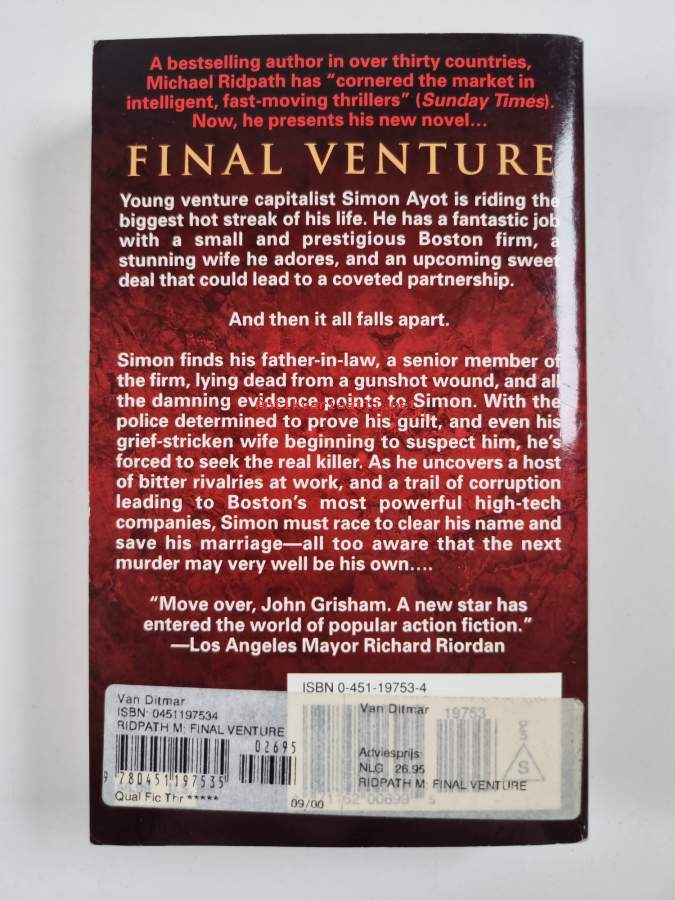 A bestselling author in over thirty countries,
Michael Ridpath has “cornered the market in
intelligent, fast-moving thrillers” (Sunday Times).
Now, he presents his new novel…
FINAL VENTURE
Young venture capitalist Simon Ayot is riding the
biggest hot streak of his life. He has a fantastic job
with a small and prestigious Boston firm, a
stunning wife he adores, and an upcoming sweet
deal that could lead to a coveted partnership.
And then it all falls apart.
Simon finds his father-in-law, a senior member of
the firm, lying dead from a gunshot wound, and all
the damning evidence points to Simon. With the
police determined to prove his guilt, and even his
grief-stricken wife beginning to suspect him, he’s
forced to seek the real killer. As he uncovers a host
of bitter rivalries at work, and a trail of corruption
leading to Boston’s most powerful high-tech
companies, Simon must race to clear his name and
save his marriage—all too aware that the next
murder may very well be his own….
“Move over, John Grisham. A new star has
entered the world of popular action fiction.”
—Los Angeles Mayor Richard Riordan
ISBN 0-451-19753-4
Van Ditmar
ISBN: 0451197534
RIDPATH M: FINAL VENTURE
02695
9 780451 197535
Qual Fic Thr *****
09/00
Van Ditmar
19753
Adviesprijs:
NLG 26.95
RIDPATH M: FINAL VENTURE
UPC
S